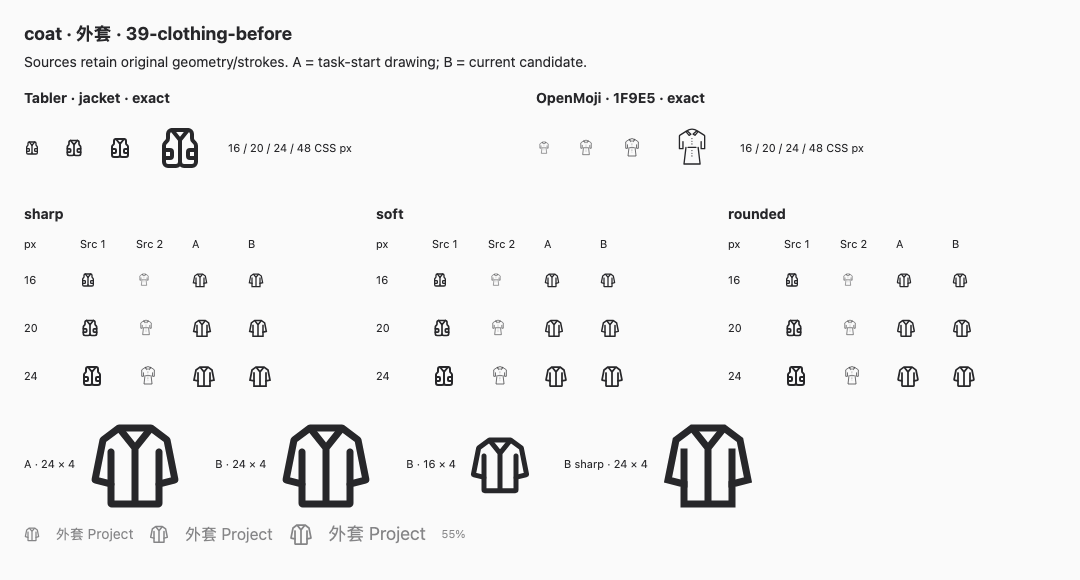 coat · 外套 · 39-clothing-before
Sources retain original geometry/strokes. A = task-start drawing; B = current candidate.
Tabler · jacket · exact
16 / 20 / 24 / 48 CSS px
OpenMoji · 1F9E5 · exact
16 / 20 / 24 / 48 CSS px
sharp
px Src 1 Src 2 A B
16
20
24
soft
px Src 1 Src 2 A B
16
20
24
rounded
px Src 1 Src 2 A B
16
20
24
A · 24 × 4
B · 24 × 4
B · 16 × 4
B sharp · 24 × 4
外套 Project 外套 Project 外套 Project 55%